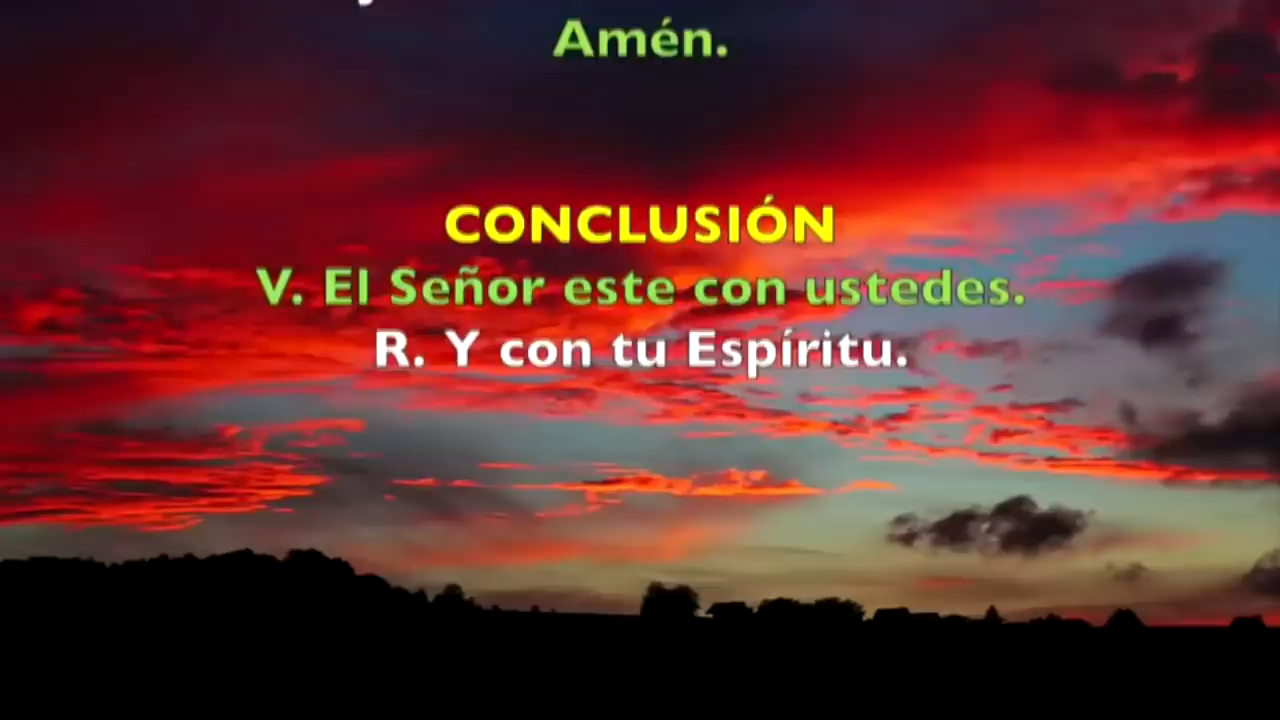 Amén.
CONCLUSIÓN
V. El Señor este con ustedes.
R. Y con tu Espíritu.